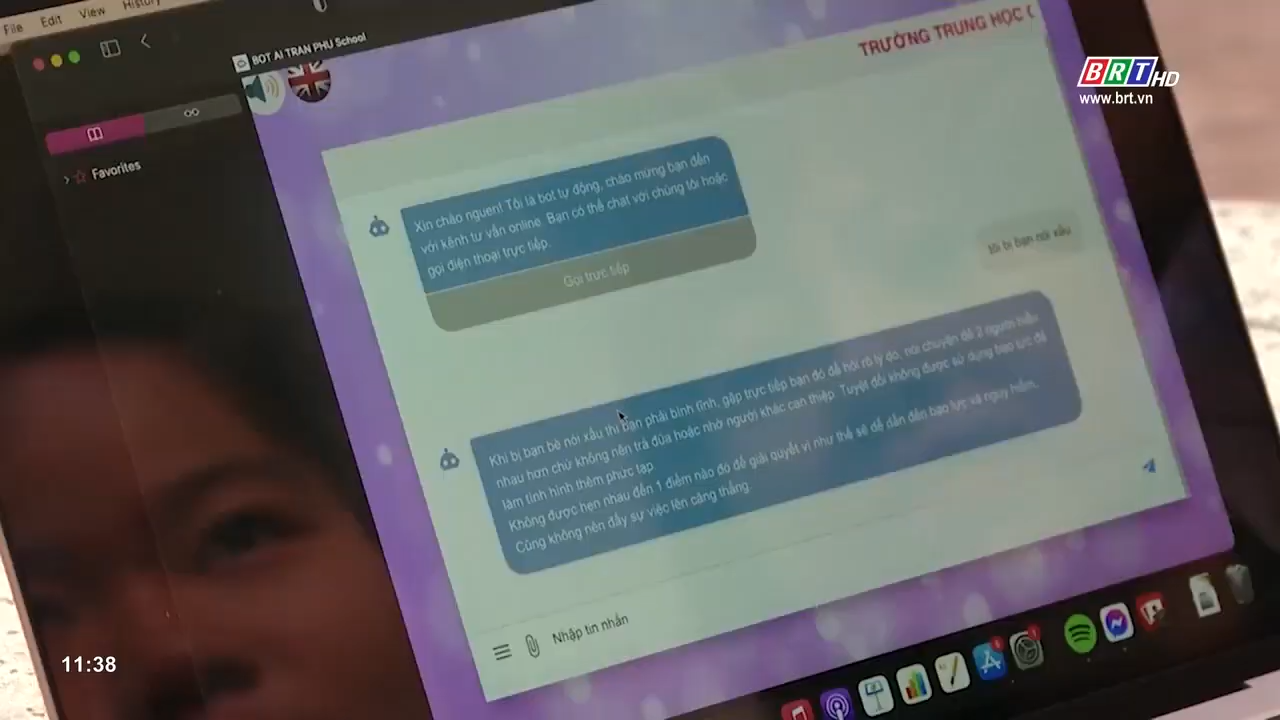 File Edit View History
BOT AI TRAN PHU School
TRƯỜNG TRUNG HỌC
BRT HD
www.brt.vn
Favorites
Xin chào nguen! Tôi là bot tự động, chào mừng bạn đến
với kênh tư vấn online. Bạn có thể chat với chúng tôi hoặc
gọi điện thoại trực tiếp.
Gọi trực tiếp
tôi bị bạn nói xấu
Khi bị bạn bè nói xấu thì bạn phải bình tĩnh, gặp trực tiếp bạn đó để hỏi rõ lý do, nói chuyện để 2 người hiểu
nhau hơn chứ không nên trả đũa hoặc nhờ người khác can thiệp. Tuyệt đối không được sử dụng bạo lực để
làm tình hình thêm phức tạp
Không được hẹn nhau đến 1 điểm nào đó để giải quyết vì như thế sẽ dễ dẫn đến bạo lực và nguy hiểm.
Cũng không nên đẩy sự việc lên căng thẳng.
Nhập tin nhắn
11:38